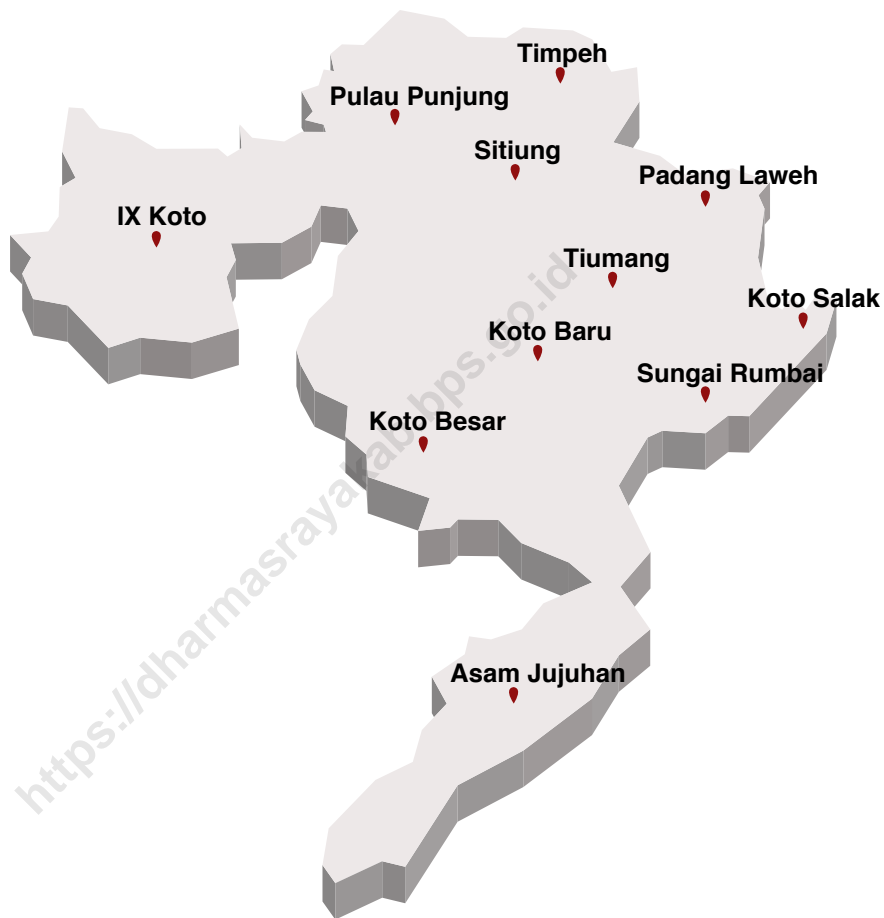 Timpeh
Pulau Punjung
Sitiung
Padang Laweh
IX Koto
Tiumang
Koto Salak
Koto Baru
Sungai Rumbai
Koto Besar
Asam Jujuhan
https://dharmasrayakab.bps.go.id